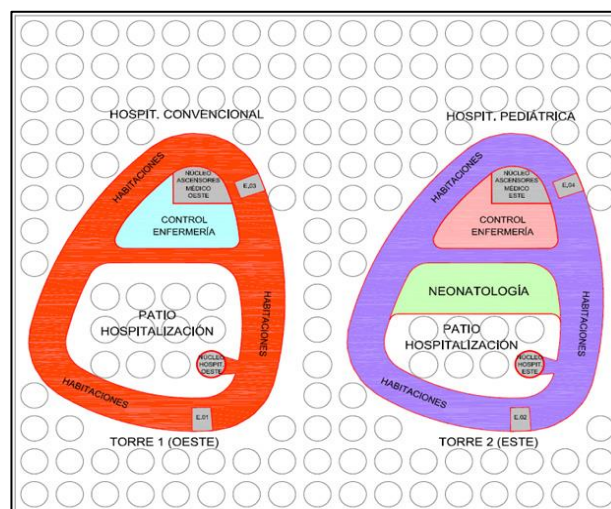 HOSPIT. CONVENCIONAL
HABITACIONES
NÚCLEO
ASCENSORES
MÉDICO
OESTE
E.03
CONTROL
ENFERMERÍA
PATIO
HOSPITALIZACIÓN
HABITACIONES
NÚCLEO
HOSPIT.
OESTE
HABITACIONES
E.01
TORRE 1 (OESTE)
HOSPIT. PEDIÁTRICA
HABITACIONES
NÚCLEO
ASCENSORES
MÉDICO
ESTE
E.04
CONTROL
ENFERMERÍA
NEONATOLOGÍA
PATIO
HOSPITALIZACIÓN
HABITACIONES
NÚCLEO
HOSPIT.
ESTE
HABITACIONES
E.02
TORRE 2 (ESTE)